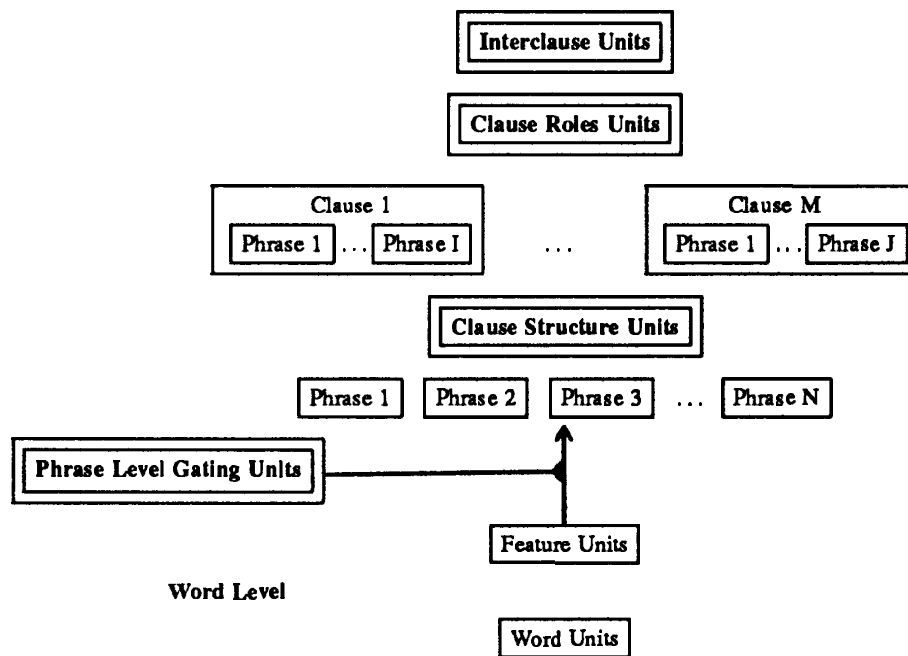 Interclause Units
Clause Roles Units
Clause 1
Phrase 1 ... Phrase I
...
Clause M
Phrase 1 ... Phrase J
Clause Structure Units
Phrase 1 Phrase 2 Phrase 3 ... Phrase N
Phrase Level Gating Units
Feature Units
Word Level
Word Units